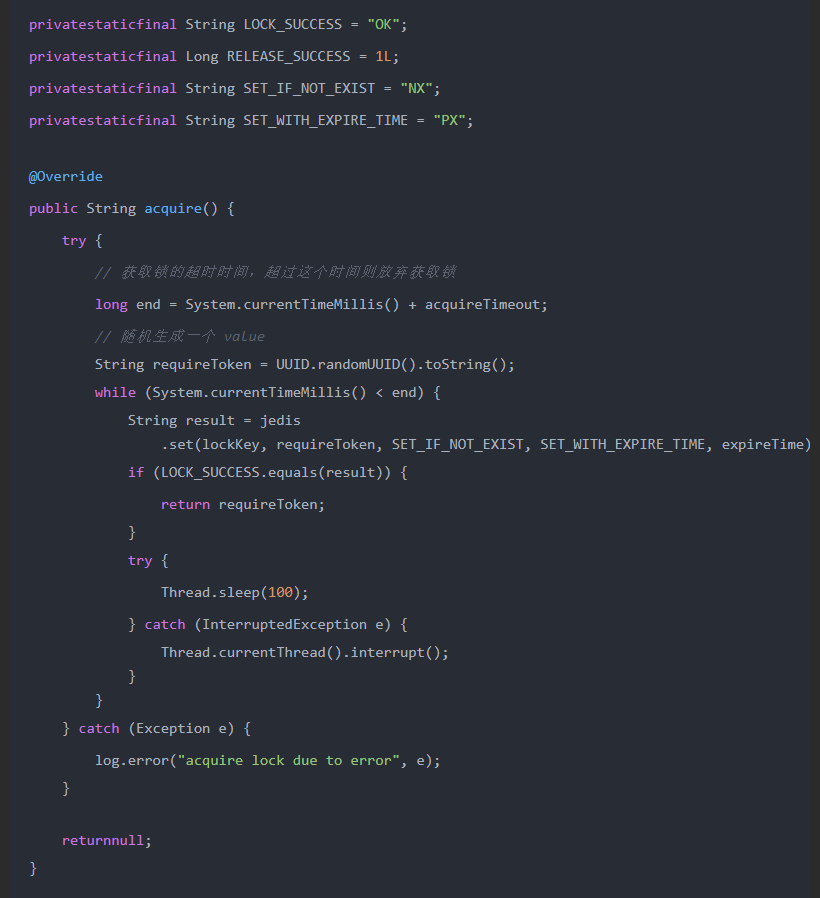 privatestaticfinal String LOCK_SUCCESS = "OK";
privatestaticfinal Long RELEASE_SUCCESS = 1L;
privatestaticfinal String SET_IF_NOT_EXIST = "NX";
privatestaticfinal String SET_WITH_EXPIRE_TIME = "PX";
@Override
public String acquire() {
try {
// 获取锁的超时时间，超过这个时间则放弃获取锁
long end = System.currentTimeMillis() + acquireTimeout;
// 随机生成一个 value
String requireToken = UUID.randomUUID().toString();
while (System.currentTimeMillis() < end) {
String result = jedis
.set(lockKey, requireToken, SET_IF_NOT_EXIST, SET_WITH_EXPIRE_TIME, expireTime)
if (LOCK_SUCCESS.equals(result)) {
return requireToken;
}
try {
Thread.sleep(100);
} catch (InterruptedException e) {
Thread.currentThread().interrupt();
}
}
} catch (Exception e) {
log.error("acquire lock due to error", e);
}
returnnull;
}